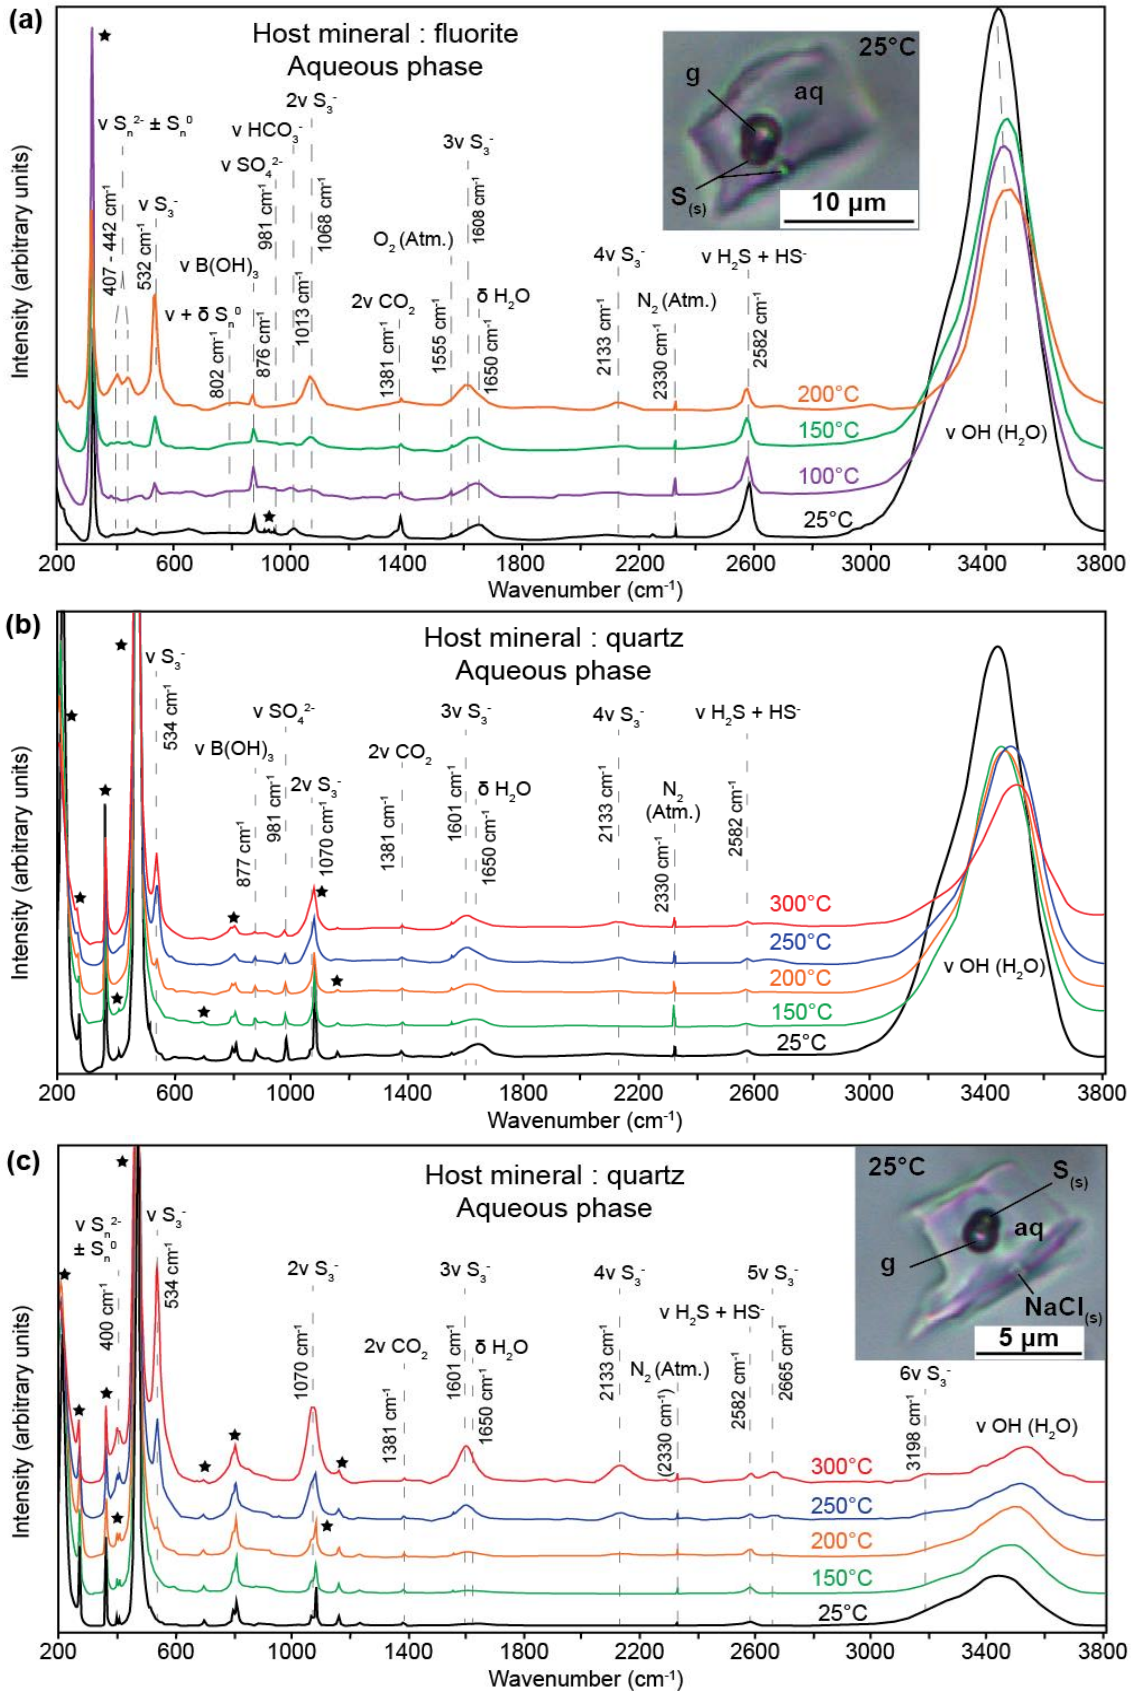 (a)
Host mineral : fluorite
Aqueous phase
25°C
g
aq
S(s)
10 µm
ν Sn2- ± Sn0
407 - 442 cm-1
ν S3-
532 cm-1
ν + δ Sn0
802 cm-1
ν B(OH)3
876 cm-1
ν SO42-
981 cm-1
ν HCO3-
1013 cm-1
2ν S3-
1068 cm-1
2ν CO2
1381 cm-1
O2 (Atm.)
1555 cm-1
3ν S3-
1608 cm-1
δ H2O
1650 cm-1
4ν S3-
2133 cm-1
N2 (Atm.)
2330 cm-1
ν H2S + HS-
2582 cm-1
ν OH (H2O)
200°C
150°C
100°C
25°C
Intensity (arbitrary units)
200 600 1000 1400 1800 2200 2600 3000 3400 3800
Wavenumber (cm-1)
(b)
Host mineral : quartz
Aqueous phase
ν S3-
534 cm-1
ν B(OH)3
877 cm-1
ν SO42-
981 cm-1
2ν S3-
1070 cm-1
2ν CO2
1381 cm-1
3ν S3-
1601 cm-1
δ H2O
1650 cm-1
4ν S3-
2133 cm-1
N2
(Atm.)
2330 cm-1
ν H2S + HS-
2582 cm-1
ν OH (H2O)
300°C
250°C
200°C
150°C
25°C
Intensity (arbitrary units)
200 600 1000 1400 1800 2200 2600 3000 3400 3800
Wavenumber (cm-1)
(c)
Host mineral : quartz
Aqueous phase
25°C
S(s)
aq
g
NaCl(s)
5 µm
ν Sn2-
± Sn0
400 cm-1
ν S3-
534 cm-1
2ν S3-
1070 cm-1
2ν CO2
1381 cm-1
3ν S3-
1601 cm-1
δ H2O
1650 cm-1
4ν S3-
2133 cm-1
N2 (Atm.)
(2330 cm-1)
ν H2S + HS-
2582 cm-1
5ν S3-
2665 cm-1
6ν S3-
3198 cm-1
ν OH (H2O)
300°C
250°C
200°C
150°C
25°C
Intensity (arbitrary units)
200 600 1000 1400 1800 2200 2600 3000 3400 3800
Wavenumber (cm-1)